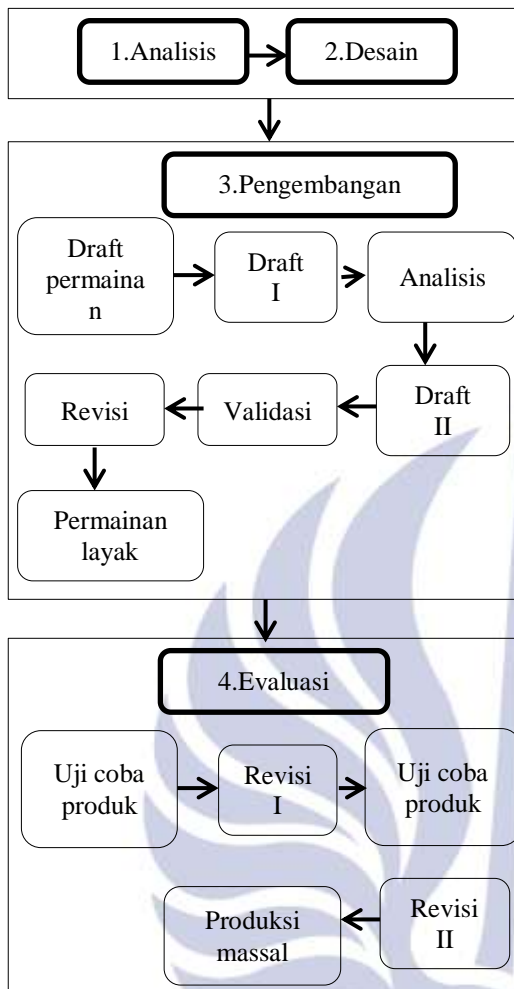 1.Analisis
2.Desain
3.Pengembangan
Draft
permaina
n
Draft
I
Analisis
Revisi
Validasi
Draft
II
Permainan
layak
4.Evaluasi
Uji coba
produk
Revisi
I
Uji coba
produk
Produksi
massal
Revisi
II